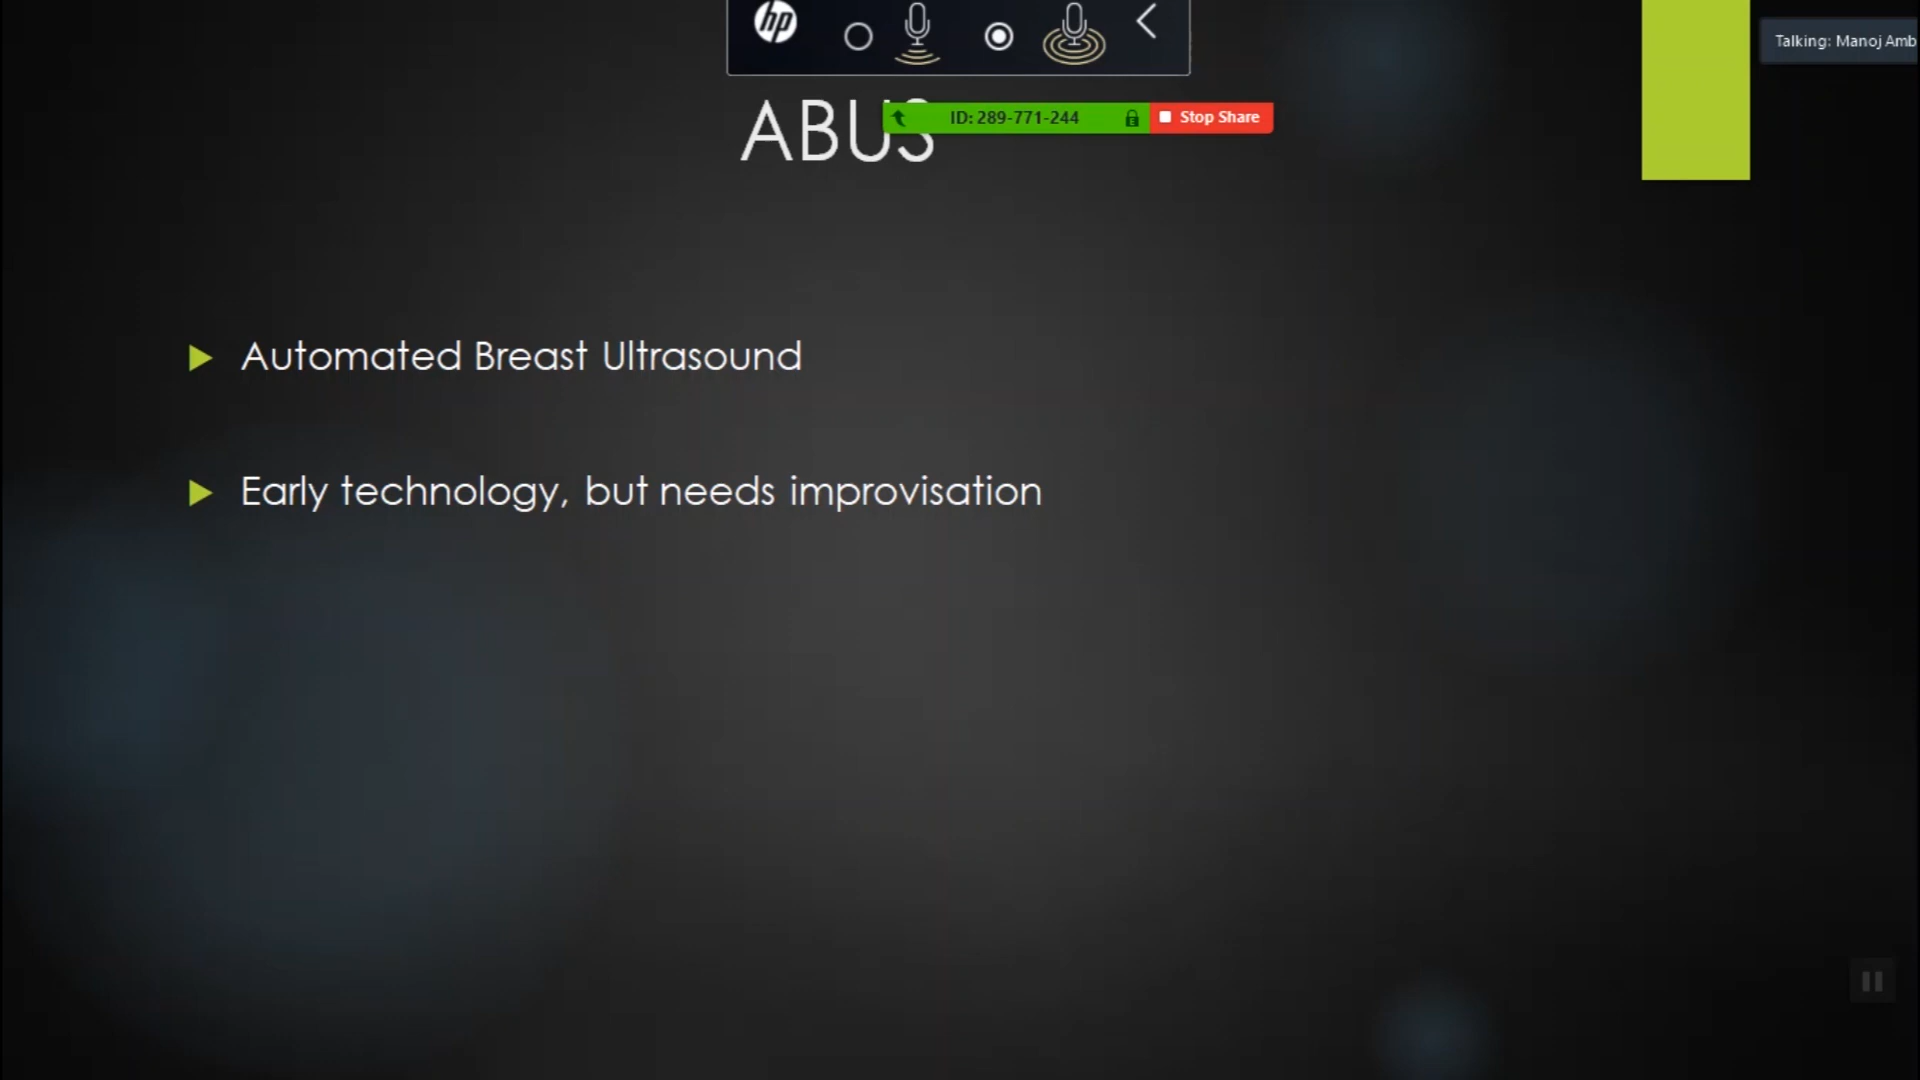 hp
Talking: Manoj Amb
ID: 289-771-244
Stop Share
ABUS
Automated Breast Ultrasound
Early technology, but needs improvisation